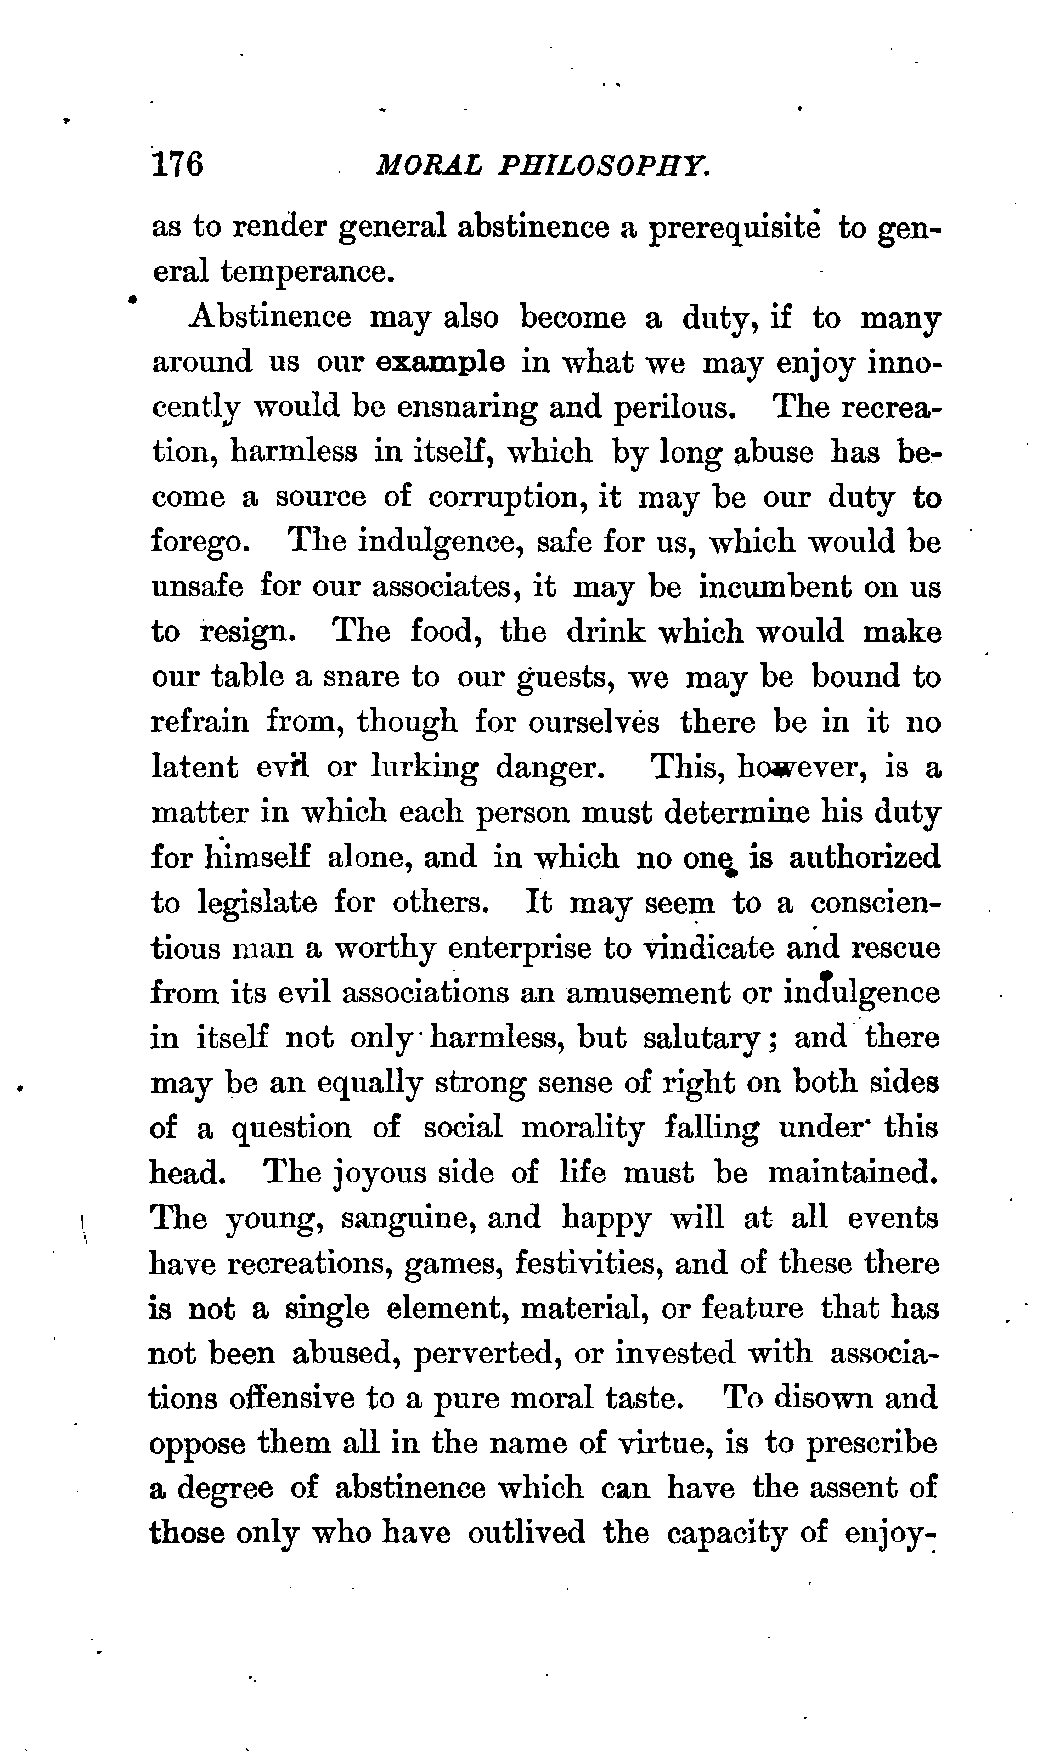 176 MORAL PHILOSOPHY.
as to render general abstinence a prerequisite to gen-
eral temperance.
Abstinence may also become a duty, if to many
around us our example in what we may enjoy inno-
cently would be ensnaring and perilous. The recrea-
tion, harmless in itself, which by long abuse has be-
come a source of corruption, it may be our duty to
forego. The indulgence, safe for us, which would be
unsafe for our associates, it may be incumbent on us
to resign. The food, the drink which would make
our table a snare to our guests, we may be bound to
refrain from, though for ourselves there be in it no
latent evil or lurking danger. This, however, is a
matter in which each person must determine his duty
for himself alone, and in which no one is authorized
to legislate for others. It may seem to a conscien-
tious man a worthy enterprise to vindicate and rescue
from its evil associations an amusement or indulgence
in itself not only harmless, but salutary; and there
may be an equally strong sense of right on both sides
of a question of social morality falling under this
head. The joyous side of life must be maintained.
The young, sanguine, and happy will at all events
have recreations, games, festivities, and of these there
is not a single element, material, or feature that has
not been abused, perverted, or invested with associa-
tions offensive to a pure moral taste. To disown and
oppose them all in the name of virtue, is to prescribe
a degree of abstinence which can have the assent of
those only who have outlived the capacity of enjoy-